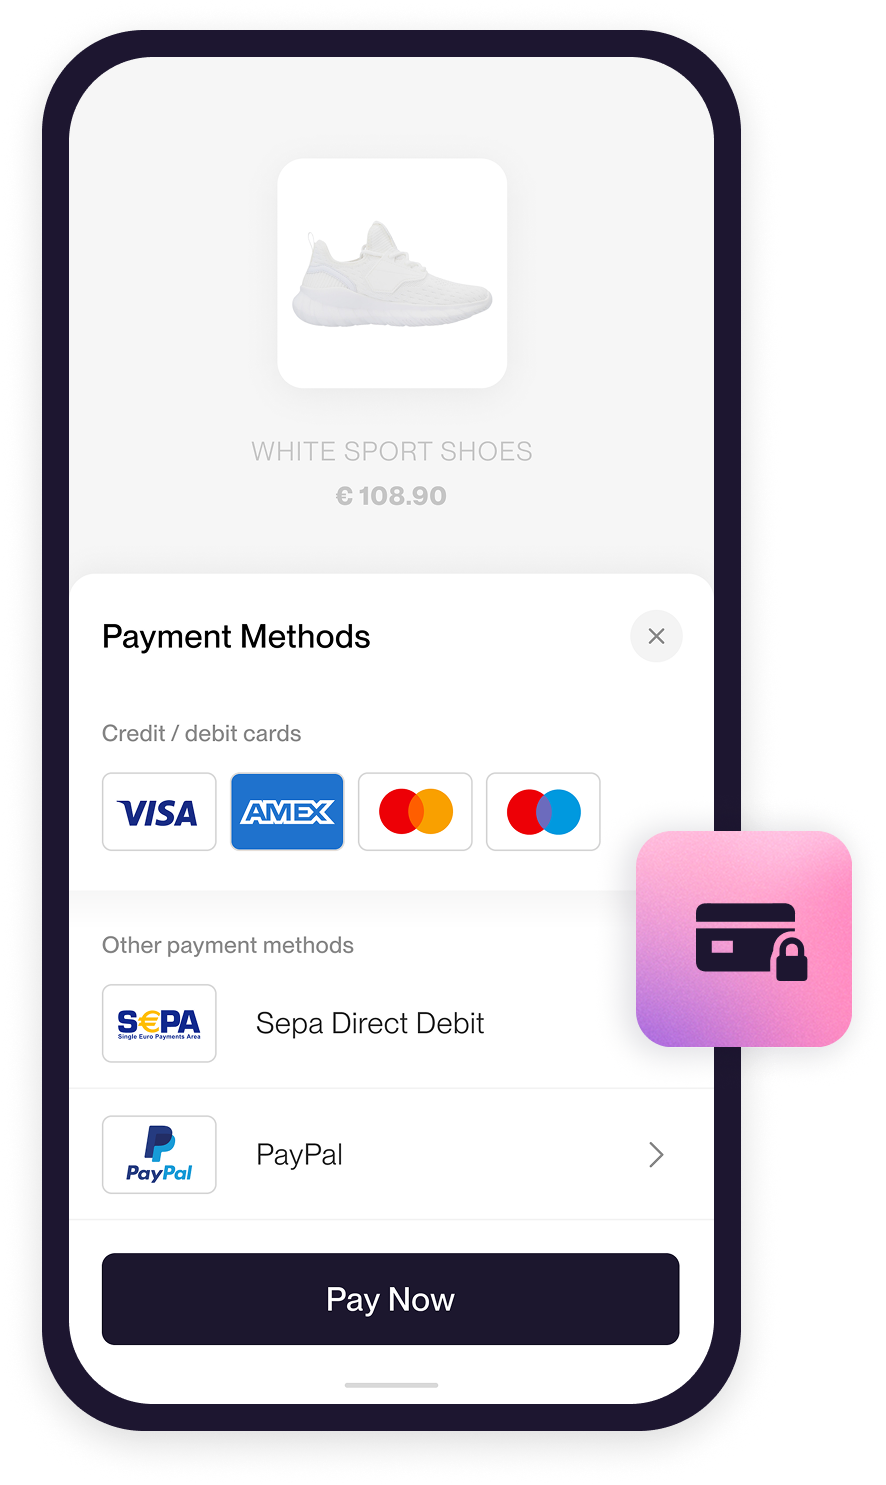 WHITE SPORT SHOES
€ 108.90
Payment Methods
Credit / debit cards
VISA
AMEX
Other payment methods
S€PA
Single Euro Payments Area
Sepa Direct Debit
PayPal
PayPal
Pay Now